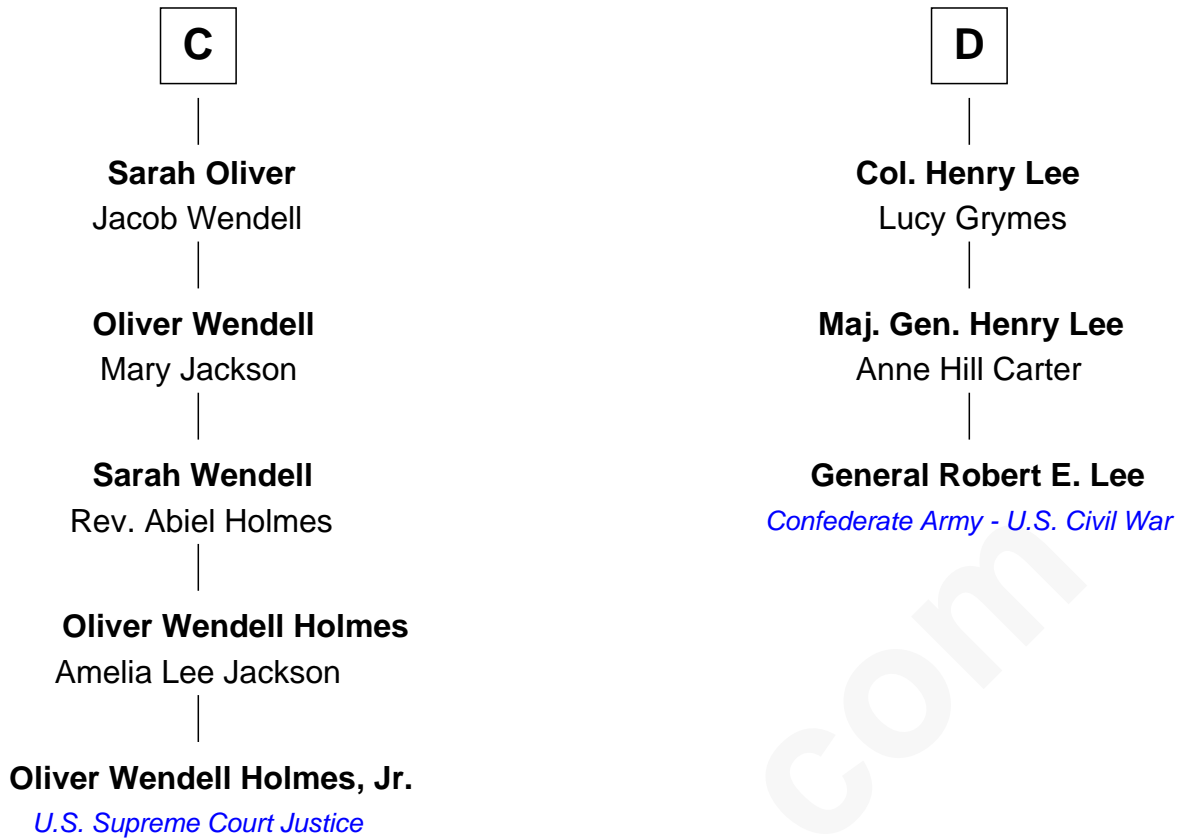 C
Sarah Oliver
Jacob Wendell
Oliver Wendell
Mary Jackson
Sarah Wendell
Rev. Abiel Holmes
Oliver Wendell Holmes
Amelia Lee Jackson
Oliver Wendell Holmes, Jr.
U.S. Supreme Court Justice
D
Col. Henry Lee
Lucy Grymes
Maj. Gen. Henry Lee
Anne Hill Carter
General Robert E. Lee
Confederate Army - U.S. Civil War
com